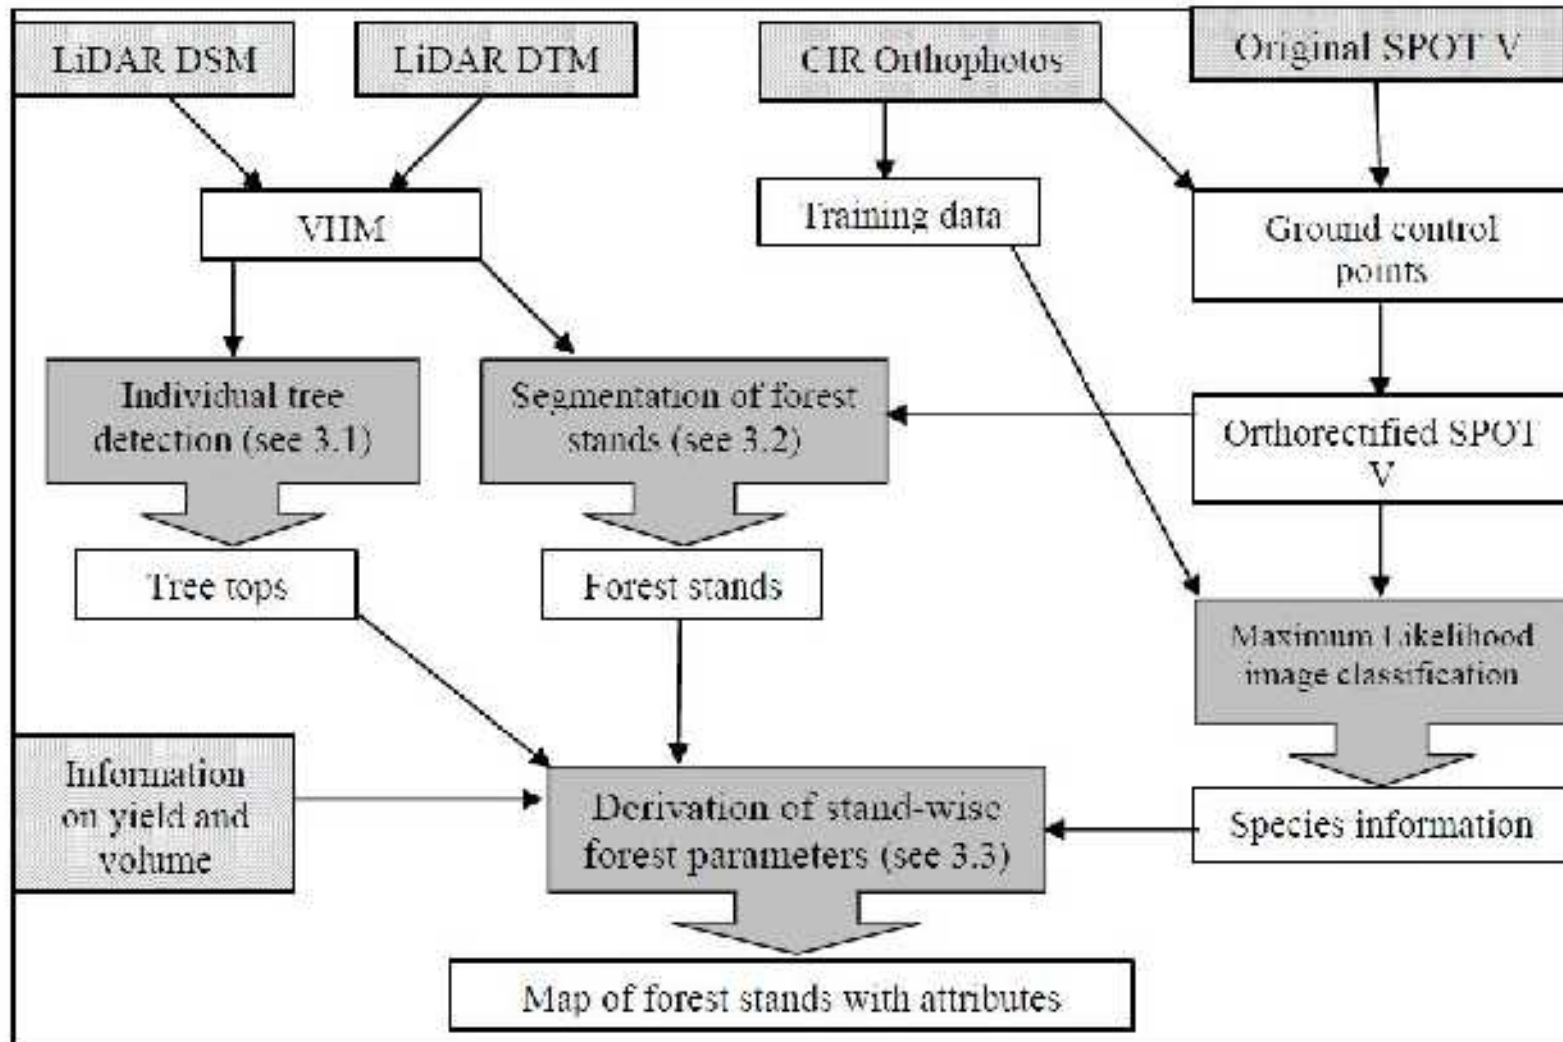 LiDAR DSM
LiDAR DTM
CIR Orthophotos
Original SPOT V
VHM
Training data
Ground control
points
Individual tree
detection (see 3.1)
Segmentation of forest
stands (see 3.2)
Orthorectified SPOT
V
Tree tops
Forest stands
Maximum Likelihood
image classification
Information
on yield and
volume
Derivation of stand-wise
forest parameters (see 3.3)
Species information
Map of forest stands with attributes